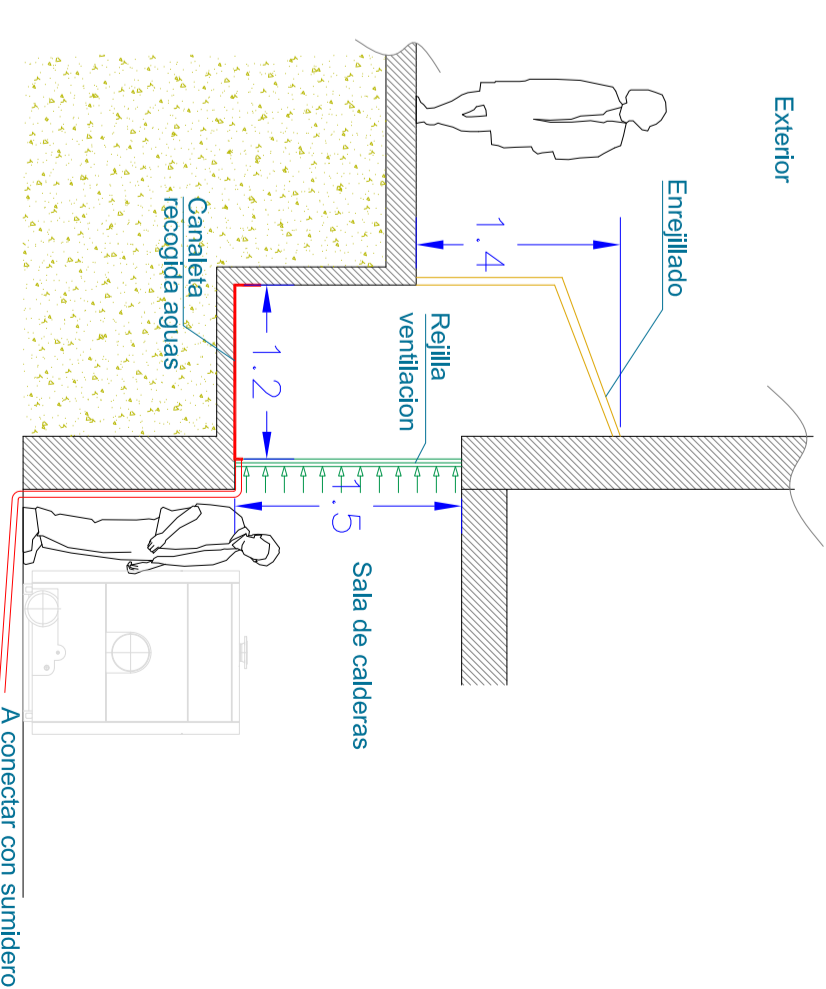 Exterior
Enrejillado
1.4
Rejilla
ventilacion
1.2
Canaleta
recogida aguas
1.5
Sala de calderas
A conectar con sumidero